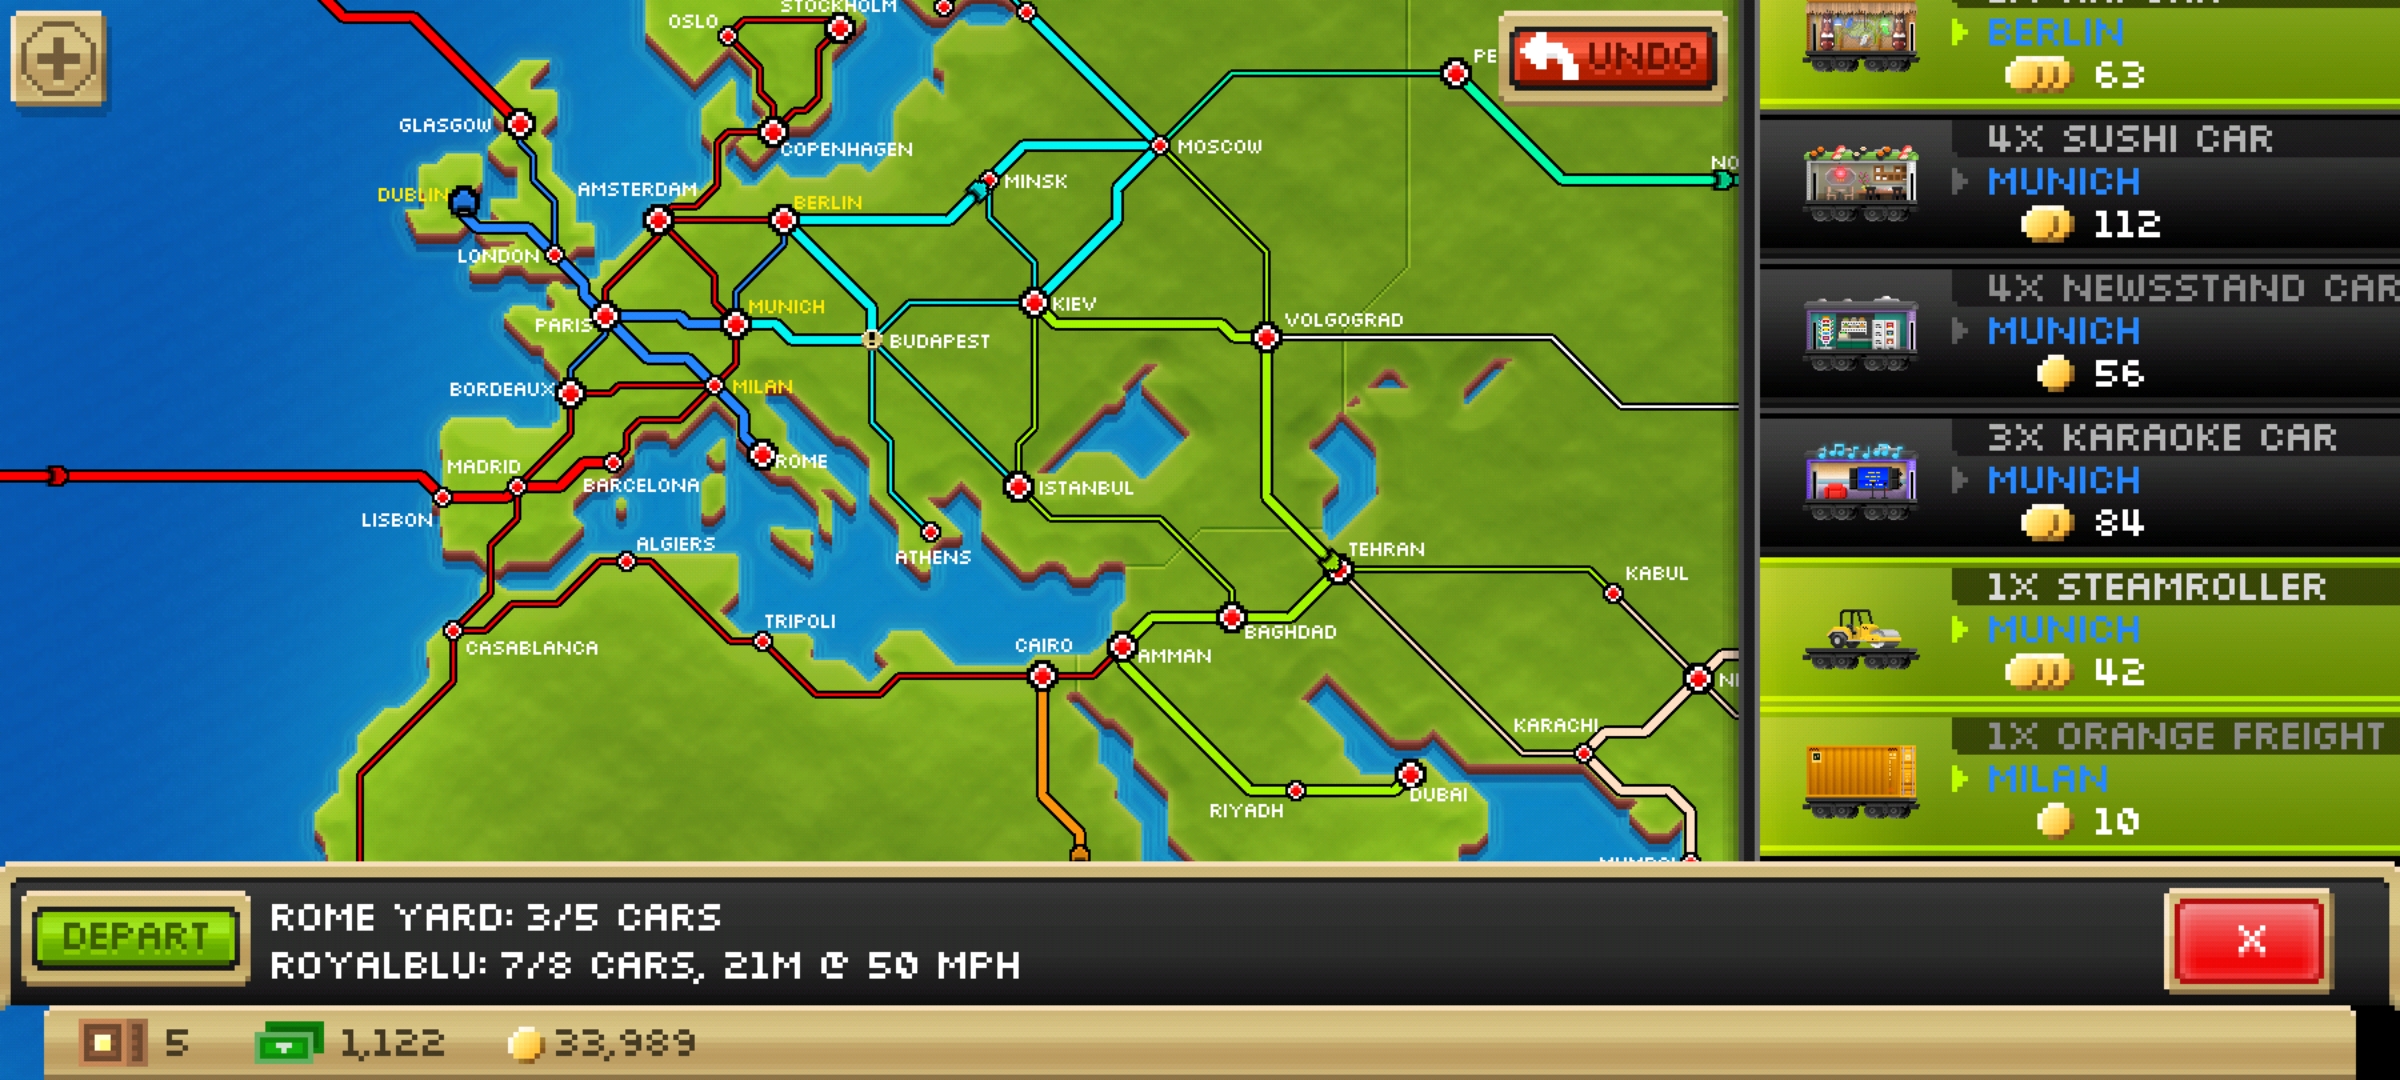 STOCKHOLM
OSLO
GLASGOW
COPENHAGEN
AMSTERDAM
DUBLIN
BERLIN
LONDON
MUNICH
PARIS
BORDEAUX
MILAN
MADRID
BARCELONA
ROME
LISBON
ALGIERS
CASABLANCA
TRIPOLI
CAIRO
MINSK
MOSCOW
KIEV
BUDAPEST
VOLGOGRAD
ISTANBUL
ATHENS
TEHRAN
KABUL
BAGHDAD
AMMAN
KARACHI
RIYADH
DUBAI
PE
NO
UNDO
BERLIN
63
4X SUSHI CAR
MUNICH
112
4X NEWSSTAND CAR
MUNICH
56
3X KARAOKE CAR
MUNICH
84
1X STEAMROLLER
MUNICH
42
1X ORANGE FREIGHT
MILAN
10
DEPART
ROME YARD: 3/5 CARS
ROYALBLU: 7/8 CARS, 21M @ 50 MPH
X
5
1,122
33,989